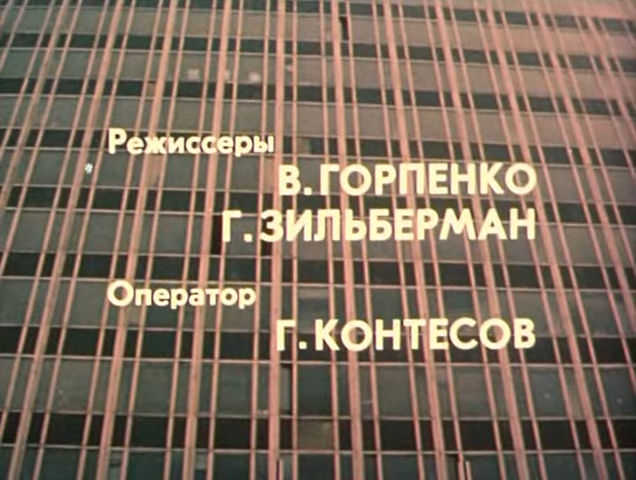 Режиссеры
В. ГОРПЕНКО
Г. ЗИЛЬБЕРМАН
Оператор
Г. КОНТЕСОВ